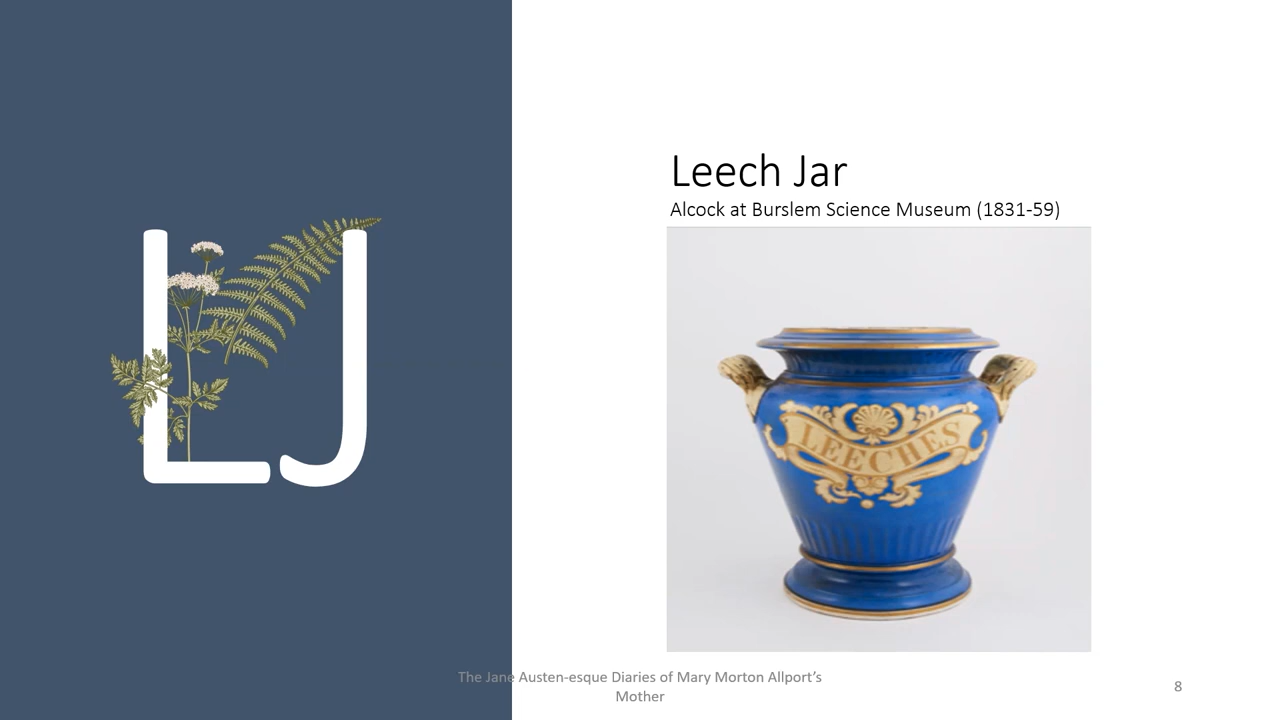 LJ
Leech Jar
Alcock at Burslem Science Museum (1831-59)
LEECHES
The Jane Austen-esque Diaries of Mary Morton Allport’s
Mother
8